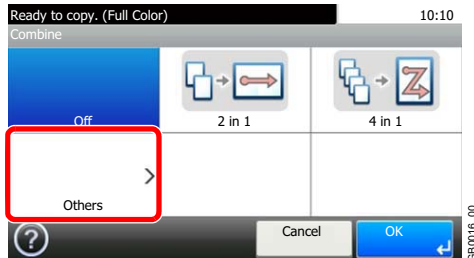 Ready to copy. (Full Color) 10:10
Combine
Off 2 in 1 4 in 1
Others
? Cancel OK